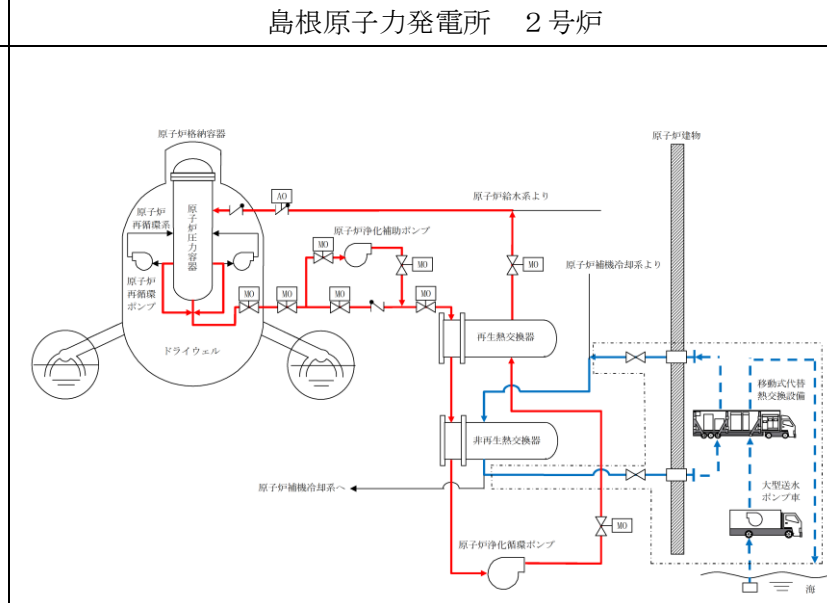 島根原子力発電所　２号炉
原子炉格納容器
原子炉建物
AO
原子炉給水系より
原子炉
再循環系
原子炉圧力容器
原子炉浄化補助ポンプ
MO
MO
原子炉補機冷却系より
原子炉
再循環
ポンプ
MO
MO
MO
MO
MO
再生熱交換器
ドライウェル
移動式代替
熱交換設備
非再生熱交換器
原子炉補機冷却系へ
大型送水
ポンプ車
MO
原子炉浄化循環ポンプ
海